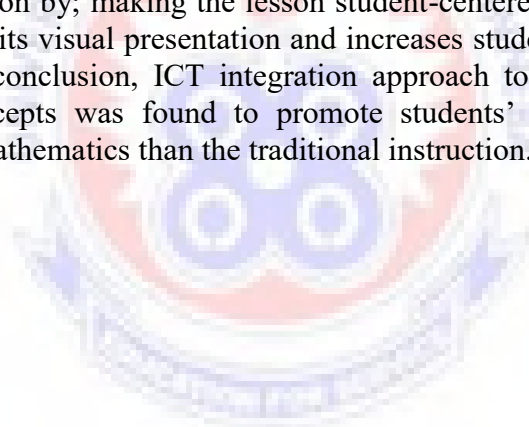 on by; making the lesson student-centere
its visual presentation and increases stude
conclusion, ICT integration approach to
cepts was found to promote students'
athematics than the traditional instruction.